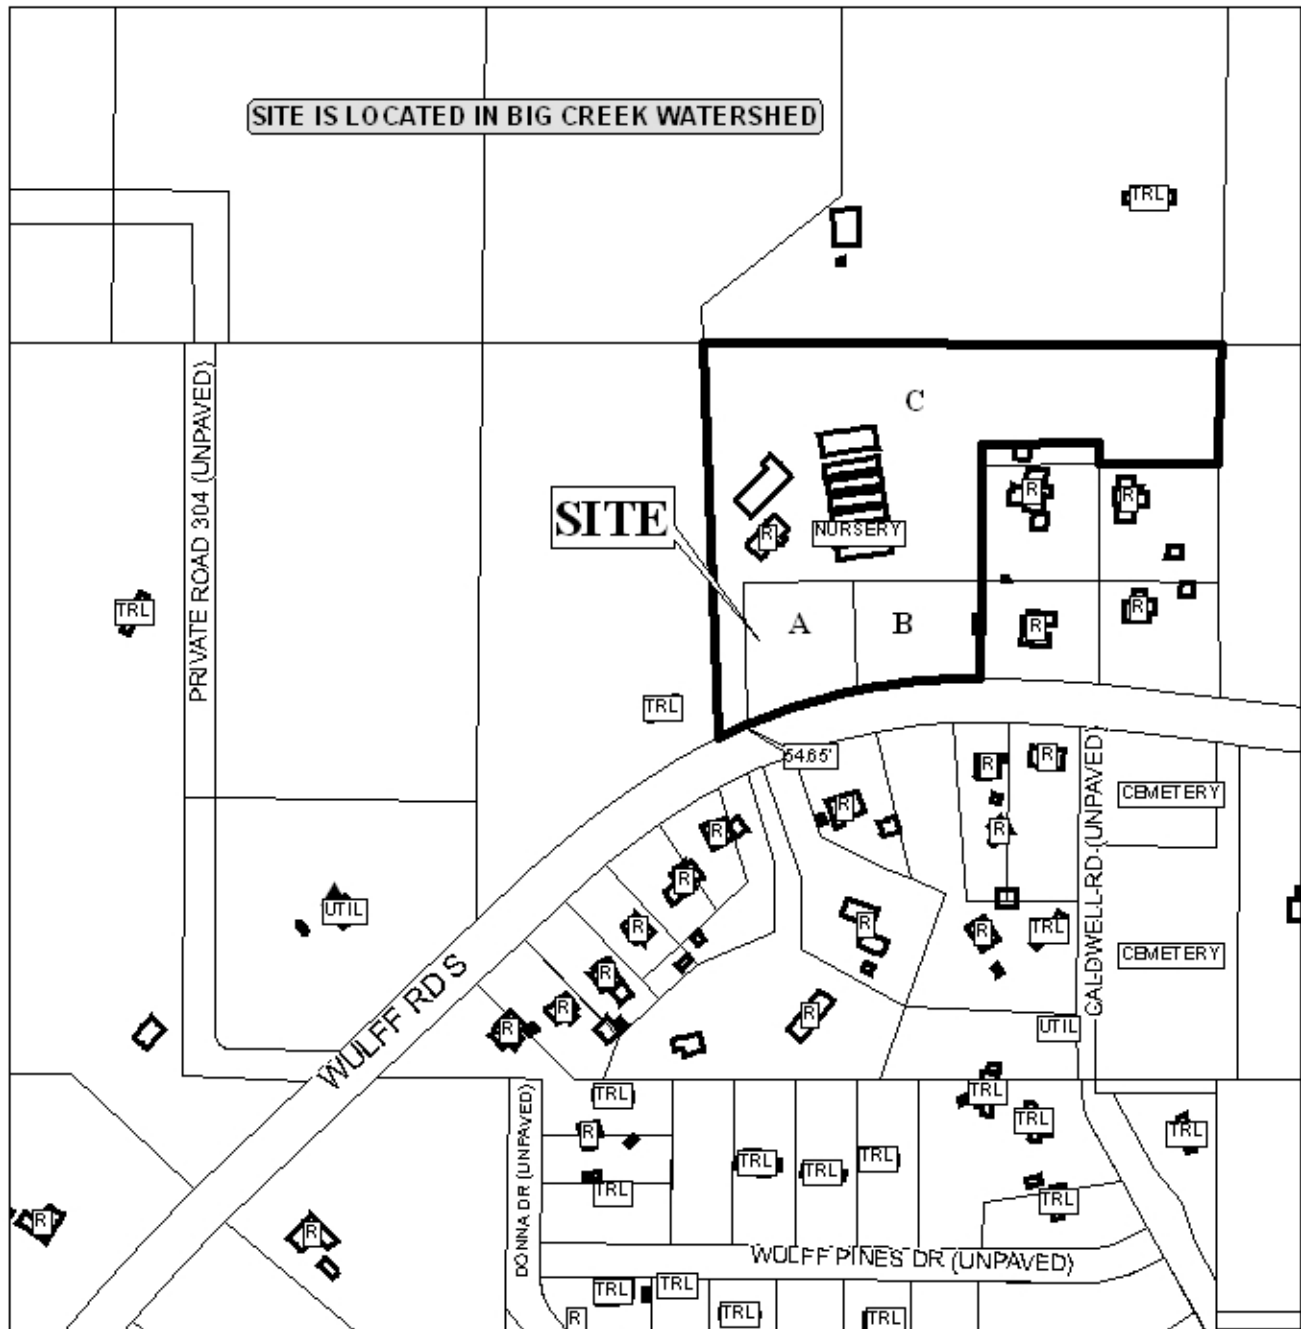 SITE IS LOCATED IN BIG CREEK WATERSHED
TRL
C
PRIVATE ROAD 304 (UNPAVED)
SITE
R
R
R
NURSERY
TRL
A
B
R
R
TRL
54.65'
R
R
CEMETERY
R
R
R
CALDWELL RD (UNPAVED)
R
UTIL
R
R
R
TRL
CEMETERY
WULFF RD S
R
R
R
R
UTIL
TRL
TRL
DONNA DR (UNPAVED)
R
TRL
TRL
TRL
TRL
TRL
TRL
TRL
R
R
WULFF PINES DR (UNPAVED)
TRL
TRL
TRL
TRL
R